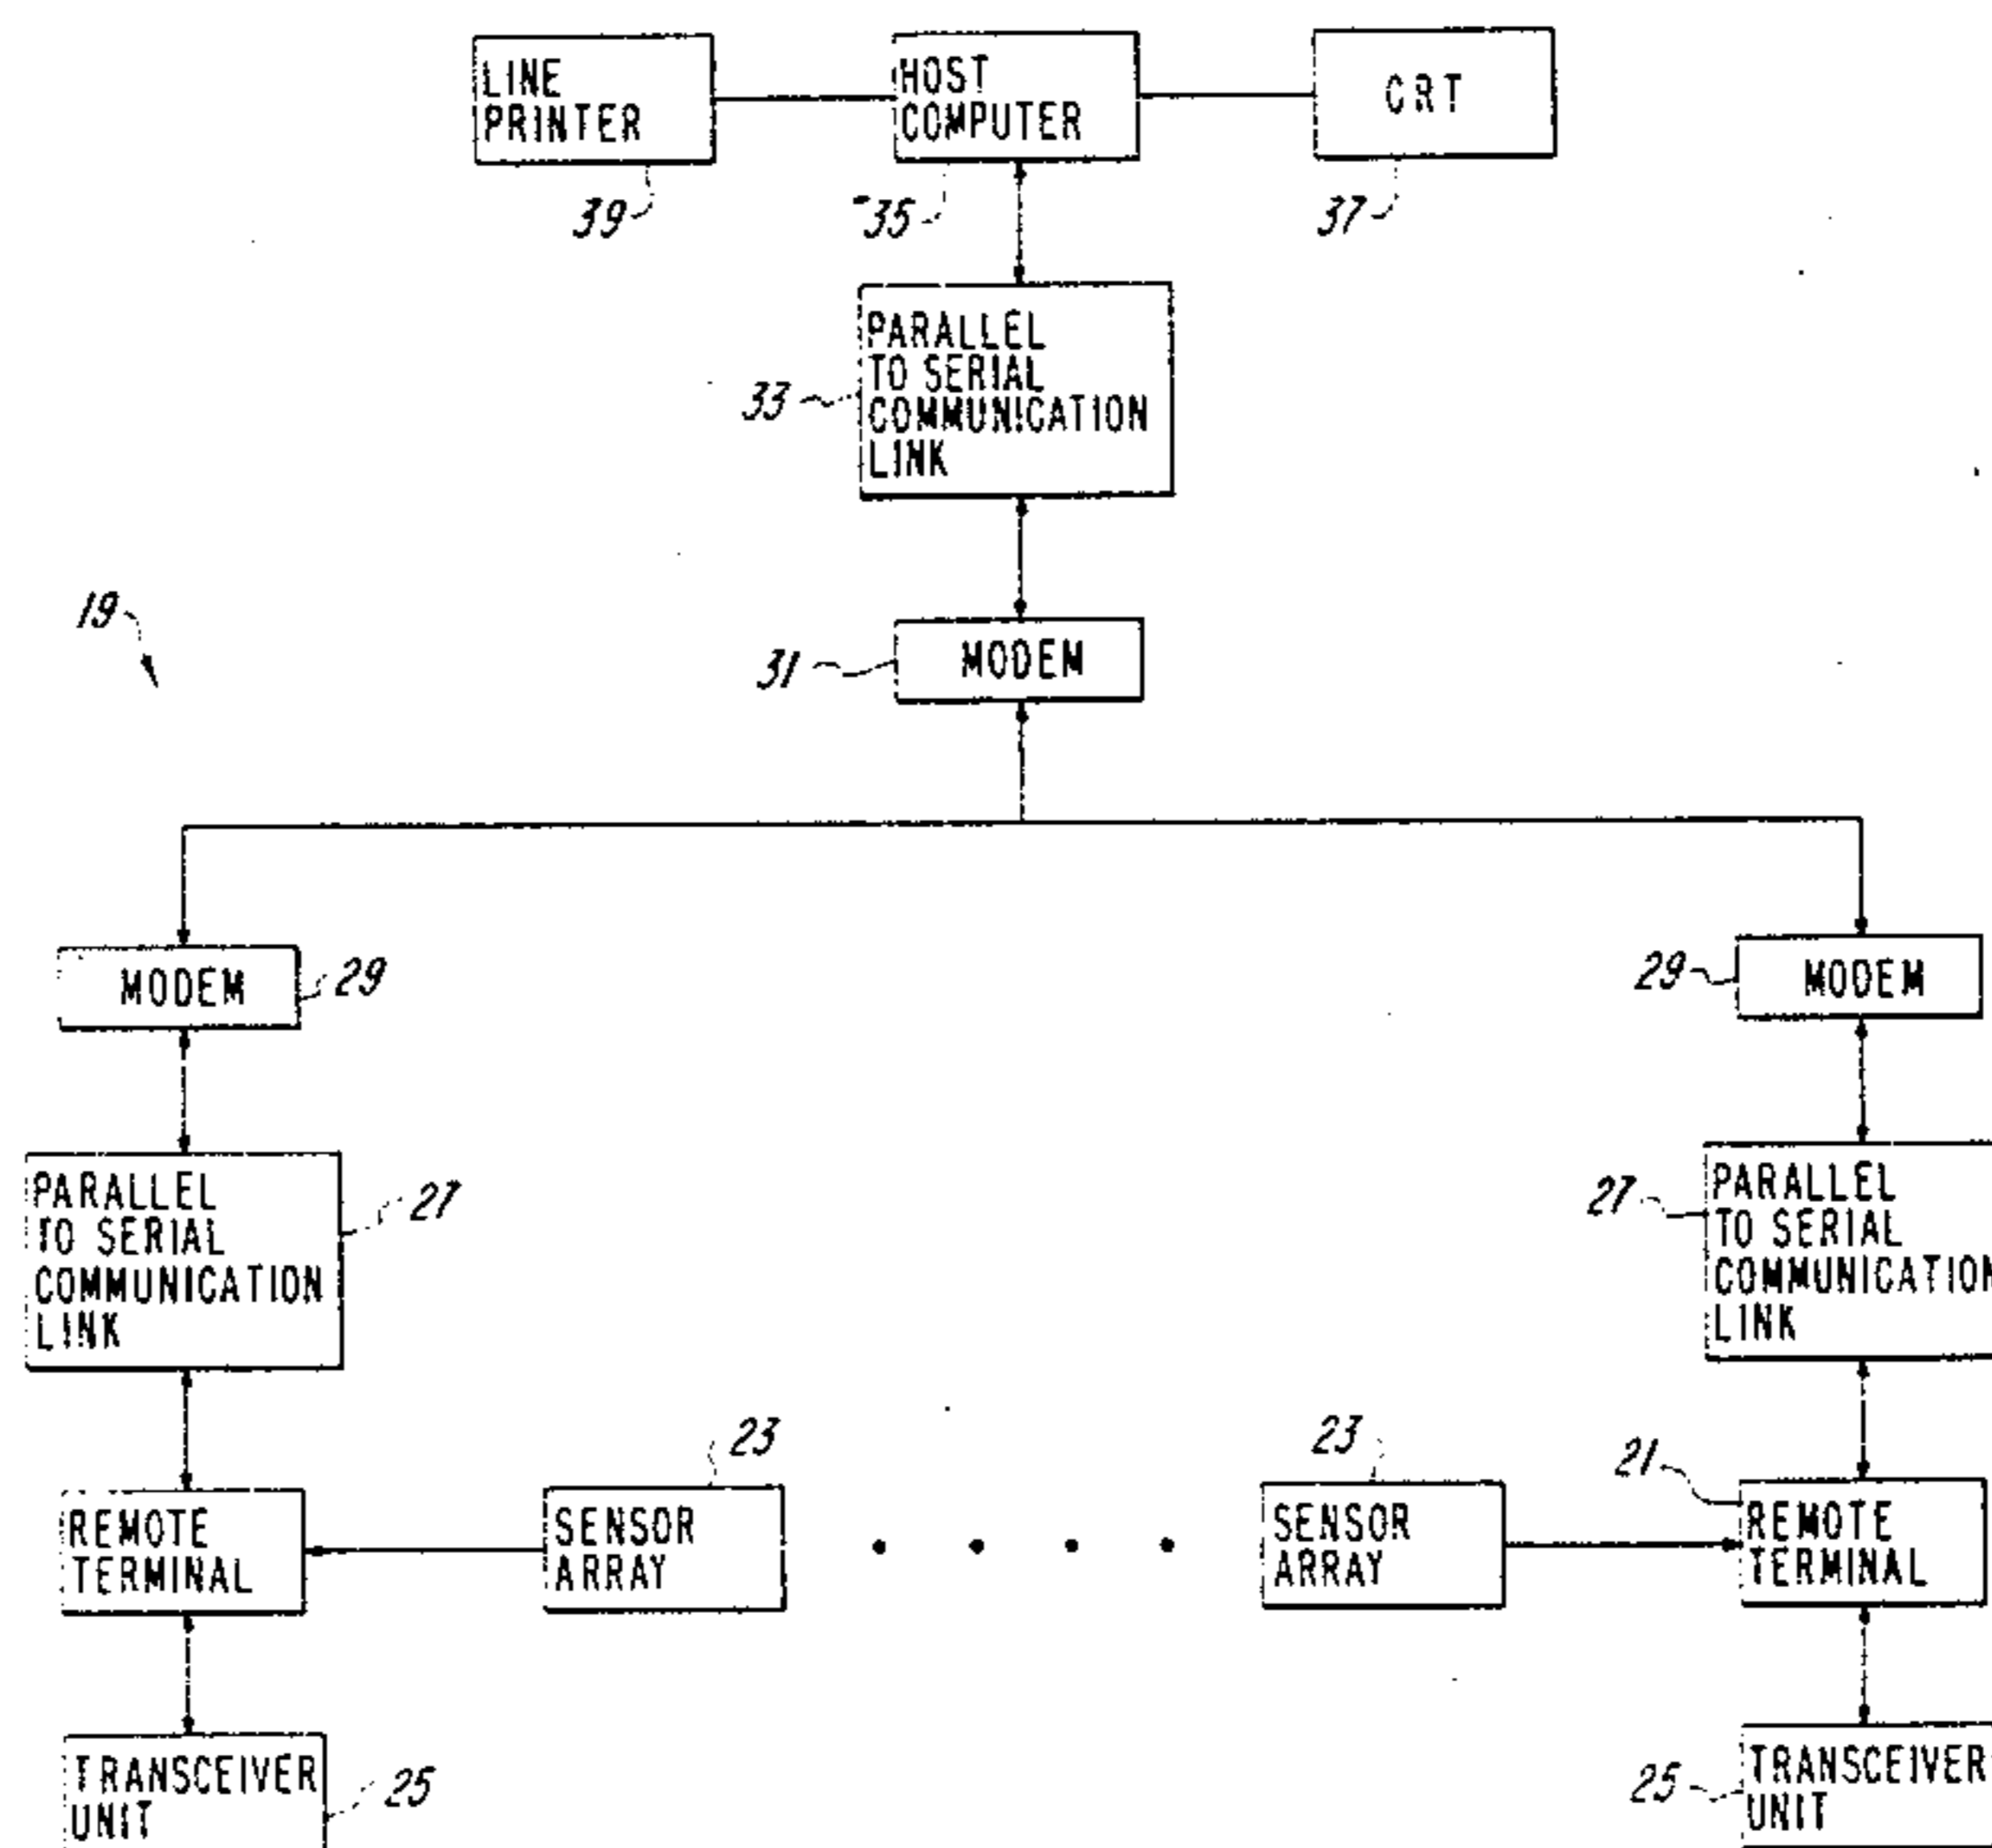 LINE
PRINTER
HOST
COMPUTER
CRT
39
35
37
PARALLEL
TO SERIAL
COMMUNICATION
LINK
33
19
31
MODEM
MODEM
29
29
MODEM
PARALLEL
TO SERIAL
COMMUNICATION
LINK
27
27
PARALLEL
TO SERIAL
COMMUNICATION
LINK
23
23
21
REMOTE
TERMINAL
SENSOR
ARRAY
SENSOR
ARRAY
REMOTE
TERMINAL
TRANSCEIVER
UNIT
25
25
TRANSCEIVER
UNIT